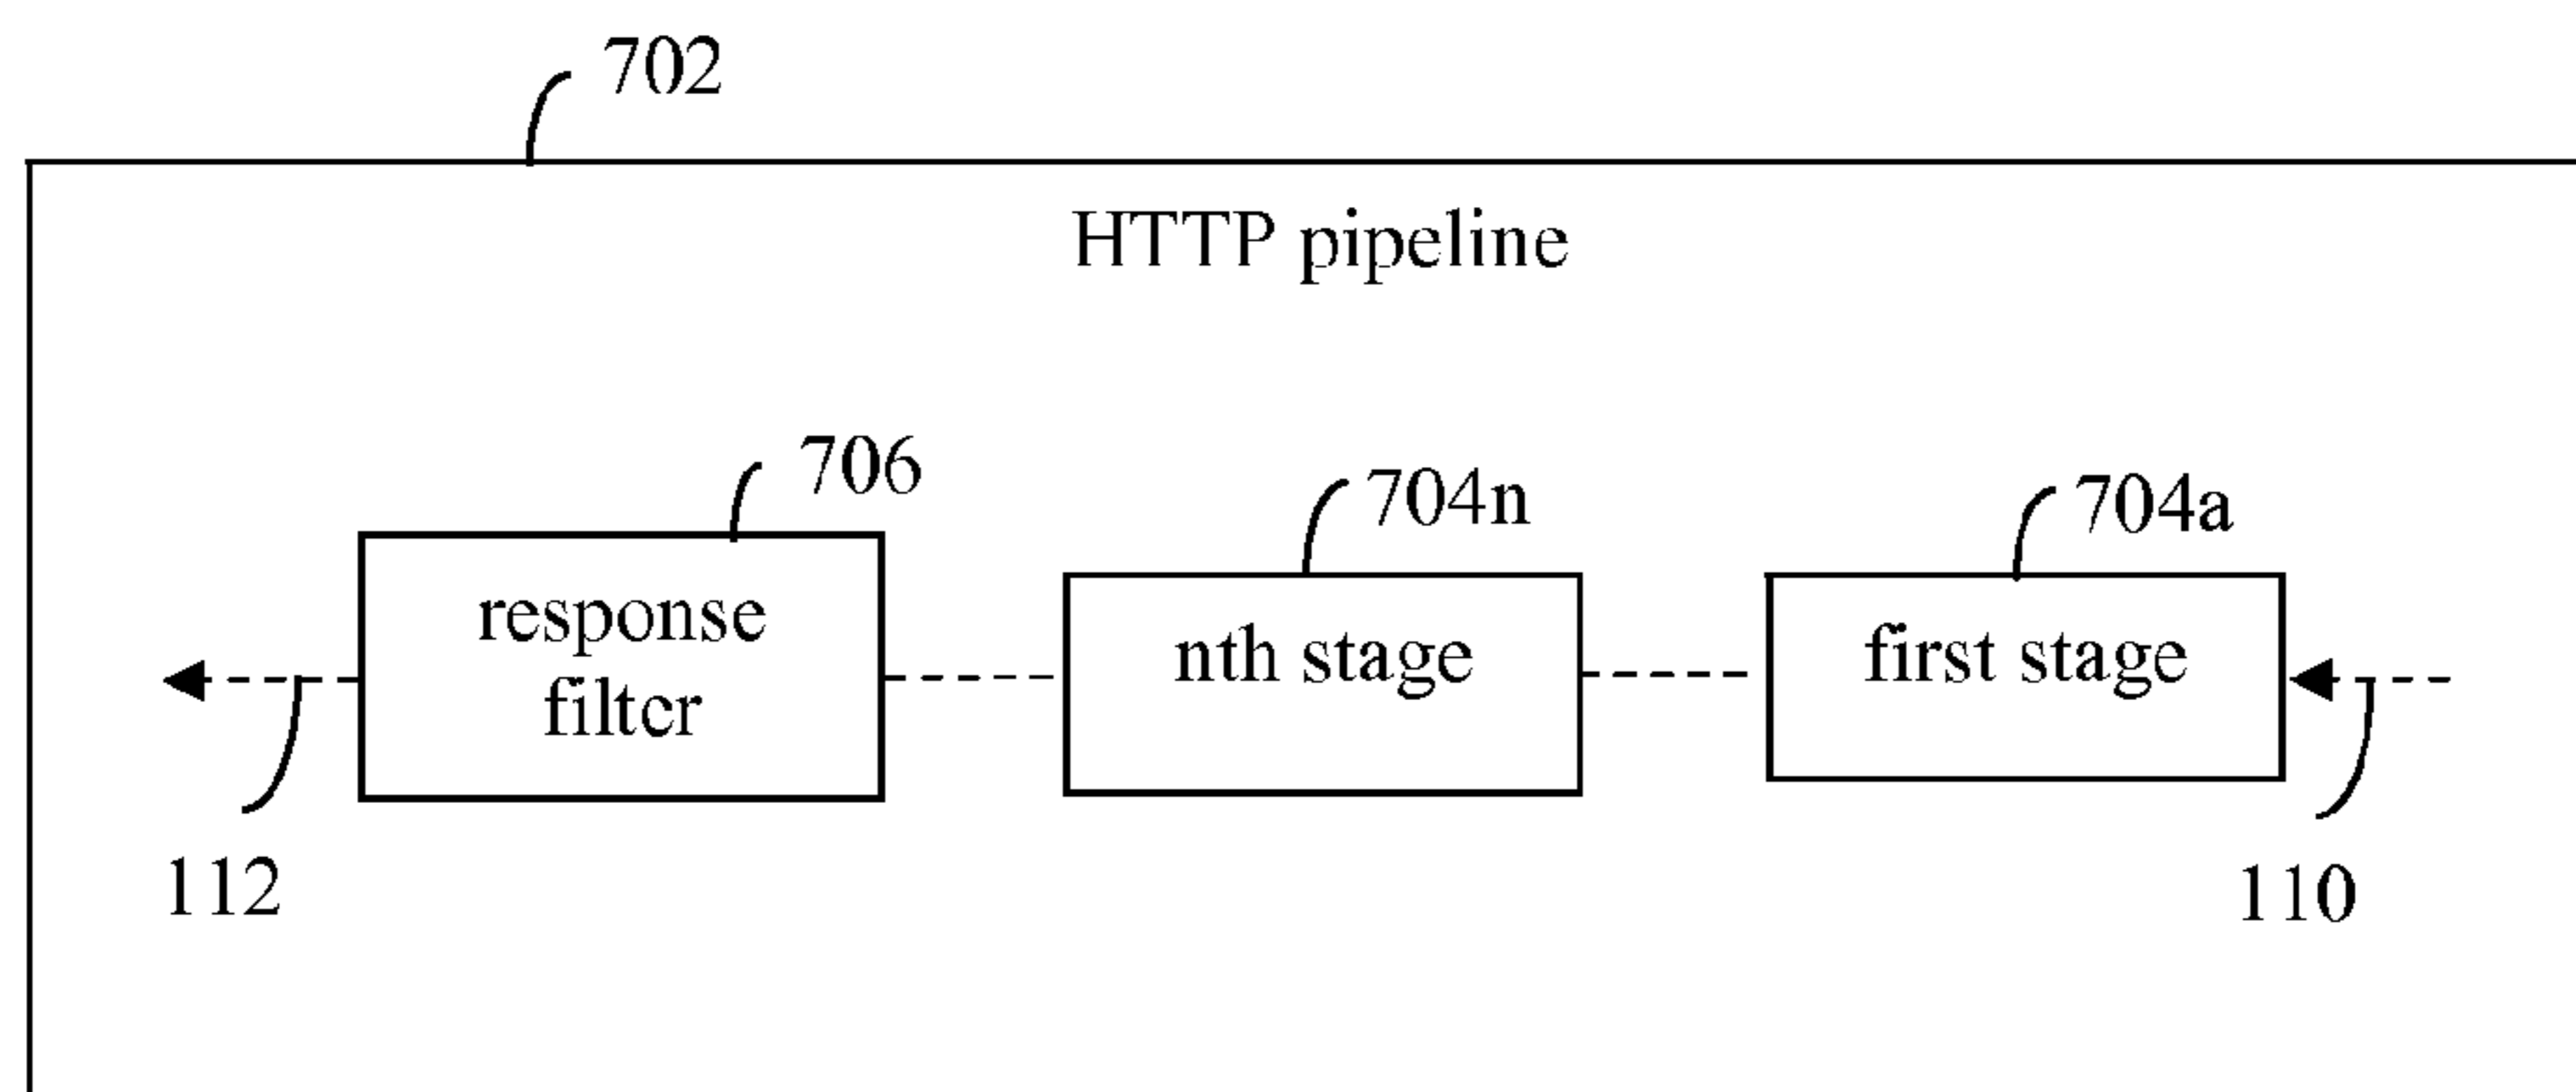 702
HTTP pipeline
706
704n
704a
response
filter
nth stage
first stage
112
110